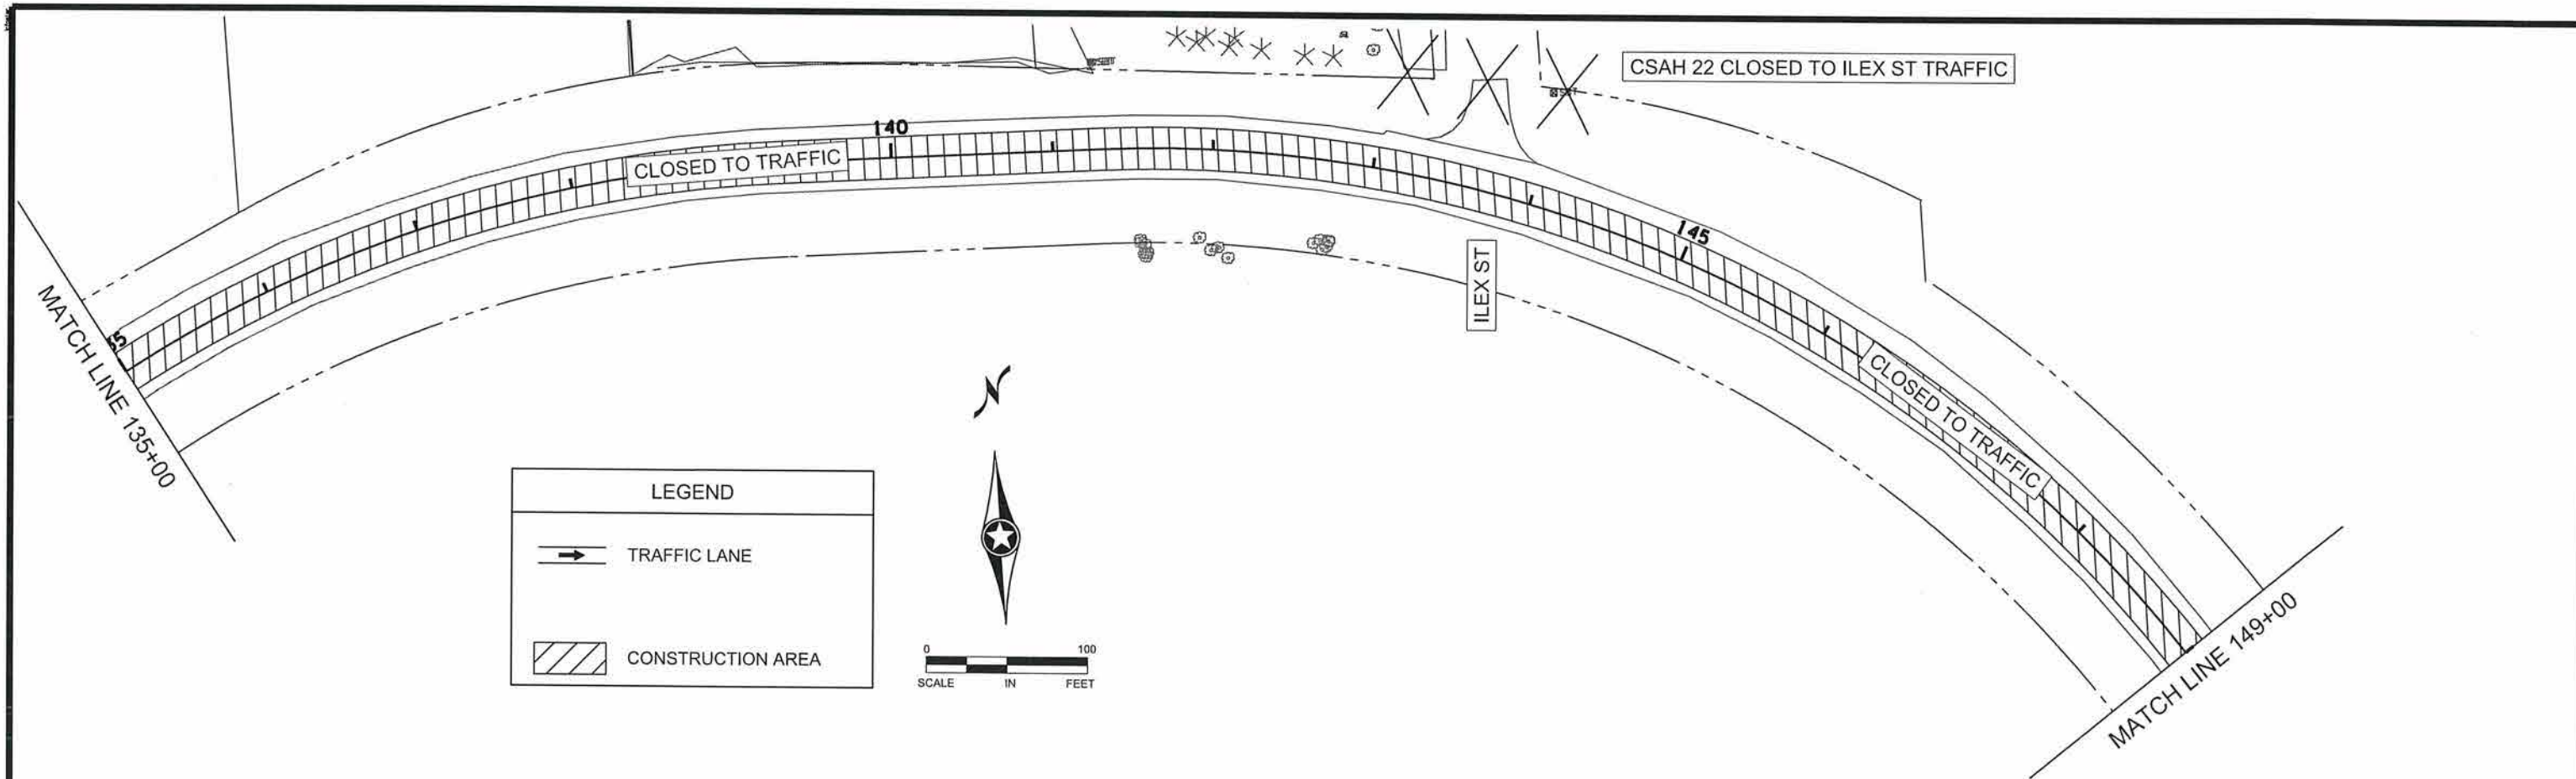 CSAH 22 CLOSED TO ILEX ST TRAFFIC
140
CLOSED TO TRAFFIC
145
ILEX ST
MATCH LINE 135+00
CLOSED TO TRAFFIC
N
LEGEND
TRAFFIC LANE
CONSTRUCTION AREA
0 100
SCALE IN FEET
MATCH LINE 149+00